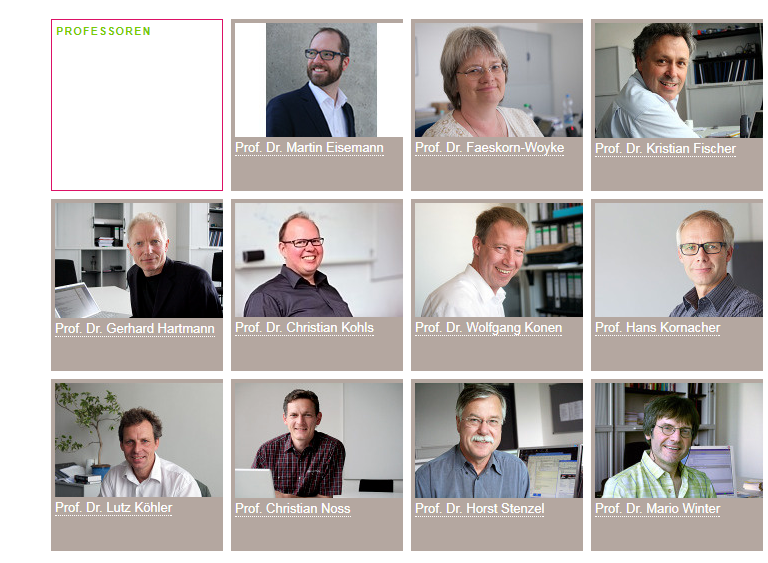 PROFESSOREN
Prof. Dr. Martin Eisemann
Prof. Dr. Faeskorn-Woyke
Prof. Dr. Kristian Fischer
Prof. Dr. Gerhard Hartmann
Prof. Dr. Christian Kohls
Prof. Dr. Wolfgang Konen
Prof. Hans Kornacher
Prof. Dr. Lutz Köhler
Prof. Christian Noss
Prof. Dr. Horst Stenzel
Prof. Dr. Mario Winter